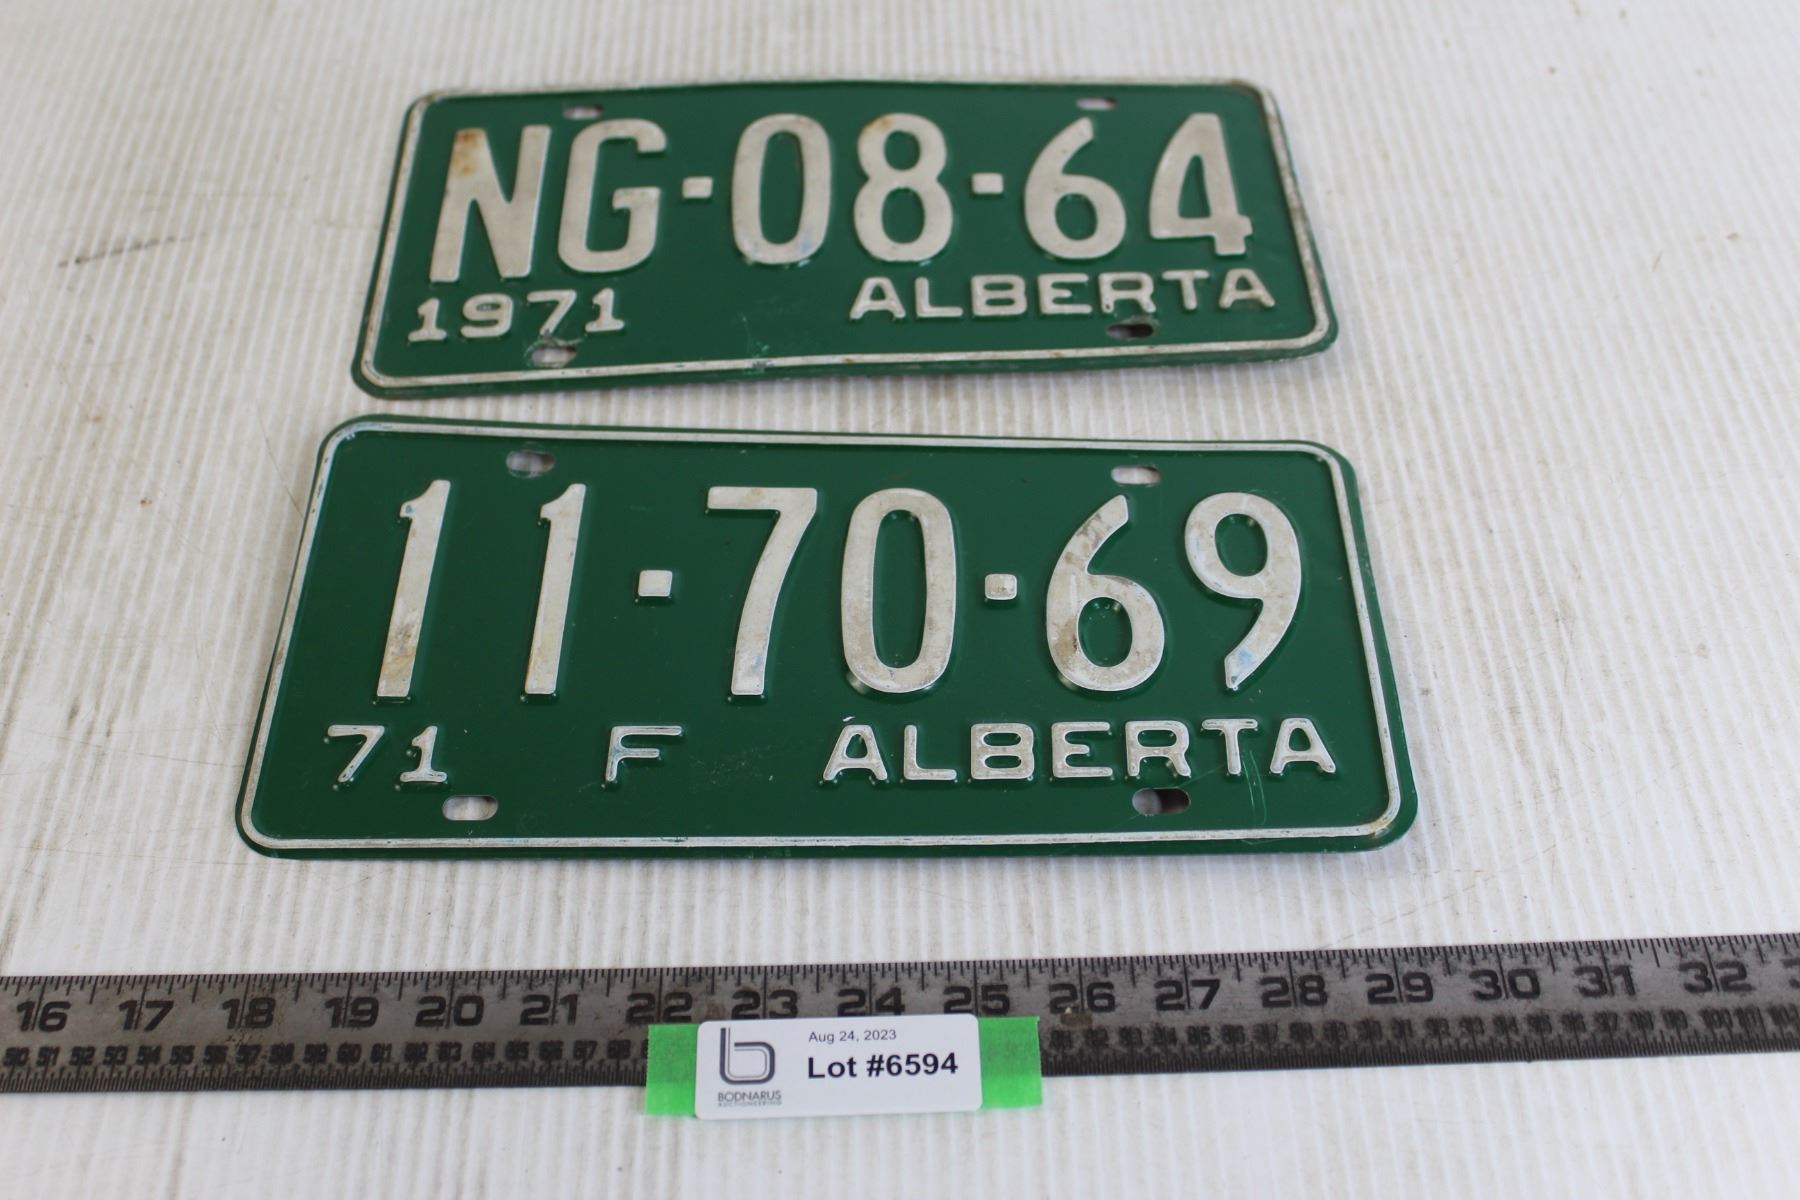 NG-08-64
1971 ALBERTA
11-70-69
71 F ALBERTA
16 17 18 19 20 21 22 23 24 25 26 27 28 29 30 31 32
Aug 24, 2023
Lot #6594
BODNARUS
AUCTIONEERING